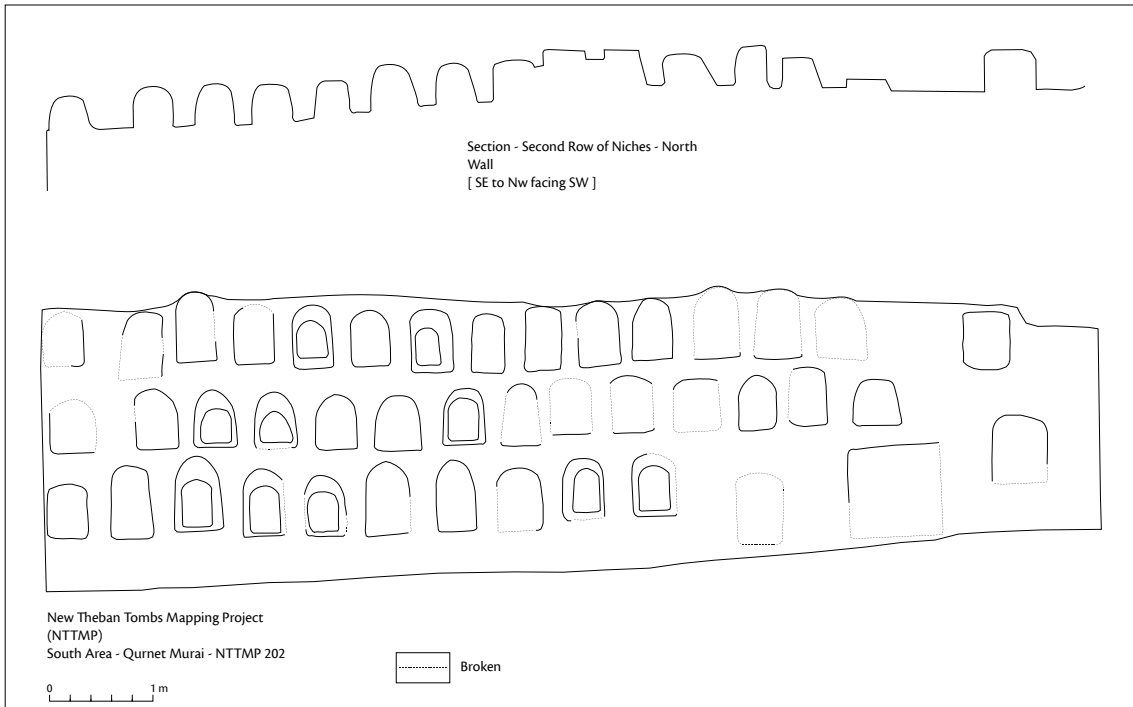 Section - Second Row of Niches - North
Wall
[ SE to Nw facing SW ]
New Theban Tombs Mapping Project
(NTTMP)
South Area - Qurnet Murai - NTTMP 202
Broken
0 1 m